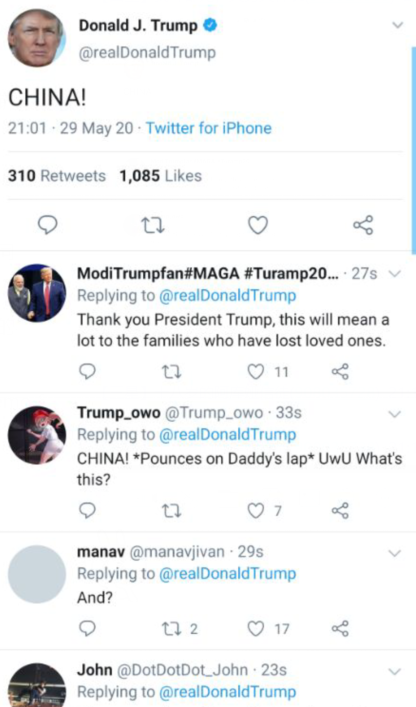 Donald J. Trump
@realDonaldTrump
CHINA!
21:01 · 29 May 20 · Twitter for iPhone
310 Retweets 1,085 Likes
ModiTrumpfan#MAGA #Turamp20... · 27s
Replying to @realDonaldTrump
Thank you President Trump, this will mean a
lot to the families who have lost loved ones.
11
Trump_owo @Trump_owo · 33s
Replying to @realDonaldTrump
CHINA! *Pounces on Daddy's lap* UwU What's
this?
7
manav @manavjivan · 29s
Replying to @realDonaldTrump
And?
2 17
John @DotDotDot_John · 23s
Replying to @realDonaldTrump